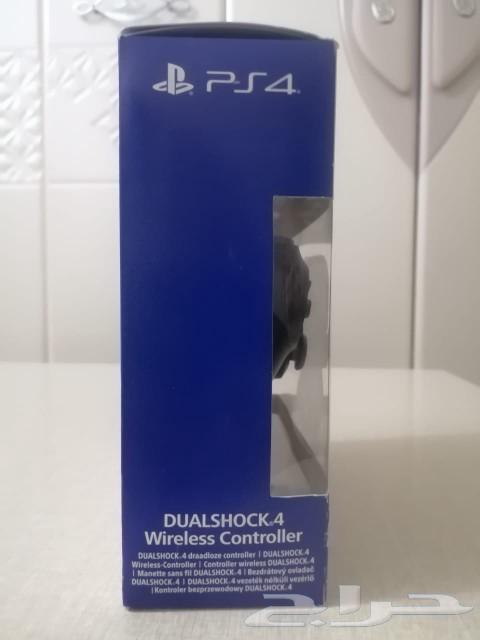 PS4
DUALSHOCK®4
Wireless Controller
DUALSHOCK®4 draadloze controller | DUALSHOCK®4
Wireless-Controller | Controller wireless DUALSHOCK®4
| Manette sans fil DUALSHOCK®4 | Bezdrátový ovladač
DUALSHOCK®4 | DUALSHOCK®4 vezeték nélküli vezérlő
| Kontroler bezprzewodowy DUALSHOCK®4
حراج